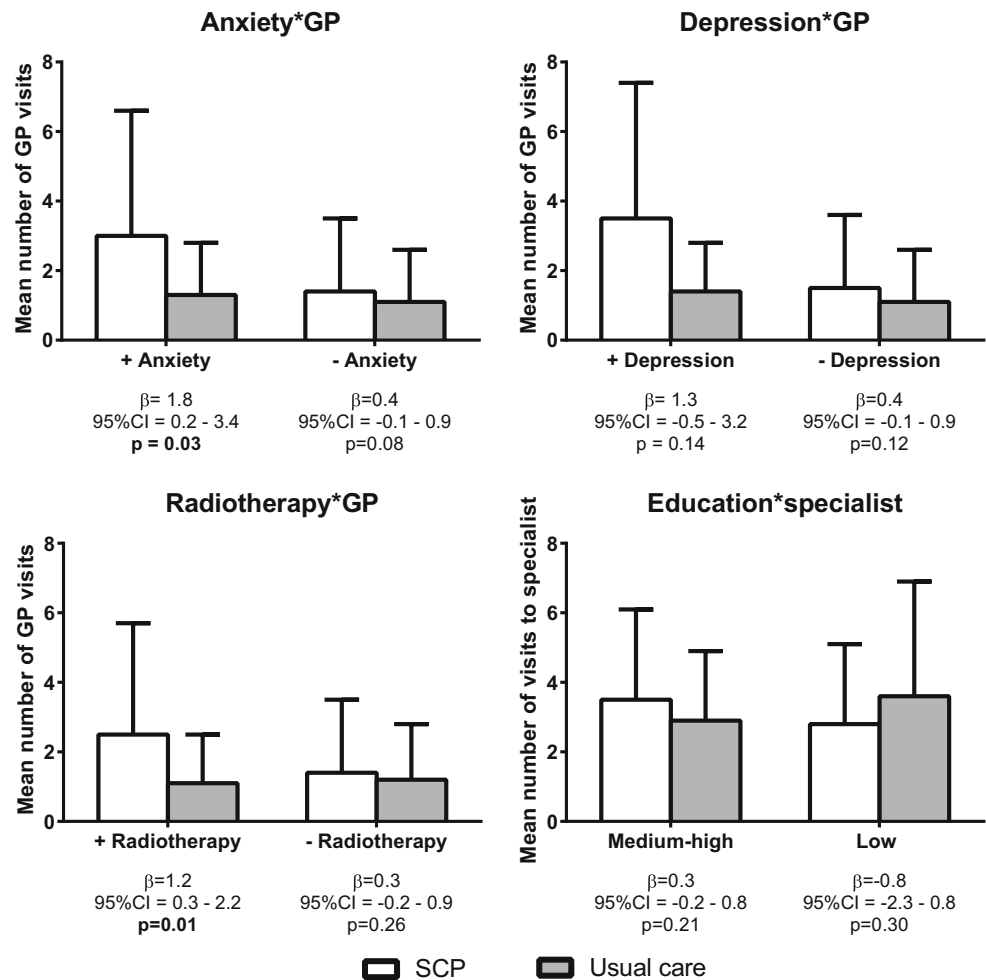 Anxiety*GP
Mean number of GP visits
8
6
4
2
0
+ Anxiety
- Anxiety
β= 1.8
95%CI = 0.2 - 3.4
p = 0.03
β=0.4
95%CI = -0.1 - 0.9
p=0.08
Depression*GP
Mean number of GP visits
8
6
4
2
0
+ Depression
- Depression
β= 1.3
95%CI = -0.5 - 3.2
p = 0.14
β=0.4
95%CI = -0.1 - 0.9
p=0.12
Radiotherapy*GP
Mean number of GP visits
8
6
4
2
0
+ Radiotherapy
- Radiotherapy
β=1.2
95%CI = 0.3 - 2.2
p=0.01
β=0.3
95%CI = -0.2 - 0.9
p=0.26
Education*specialist
Mean number of visits to specialist
8
6
4
2
0
Medium-high
Low
β=0.3
95%CI = -0.2 - 0.8
p=0.21
β=-0.8
95%CI = -2.3 - 0.8
p=0.30
SCP
Usual care